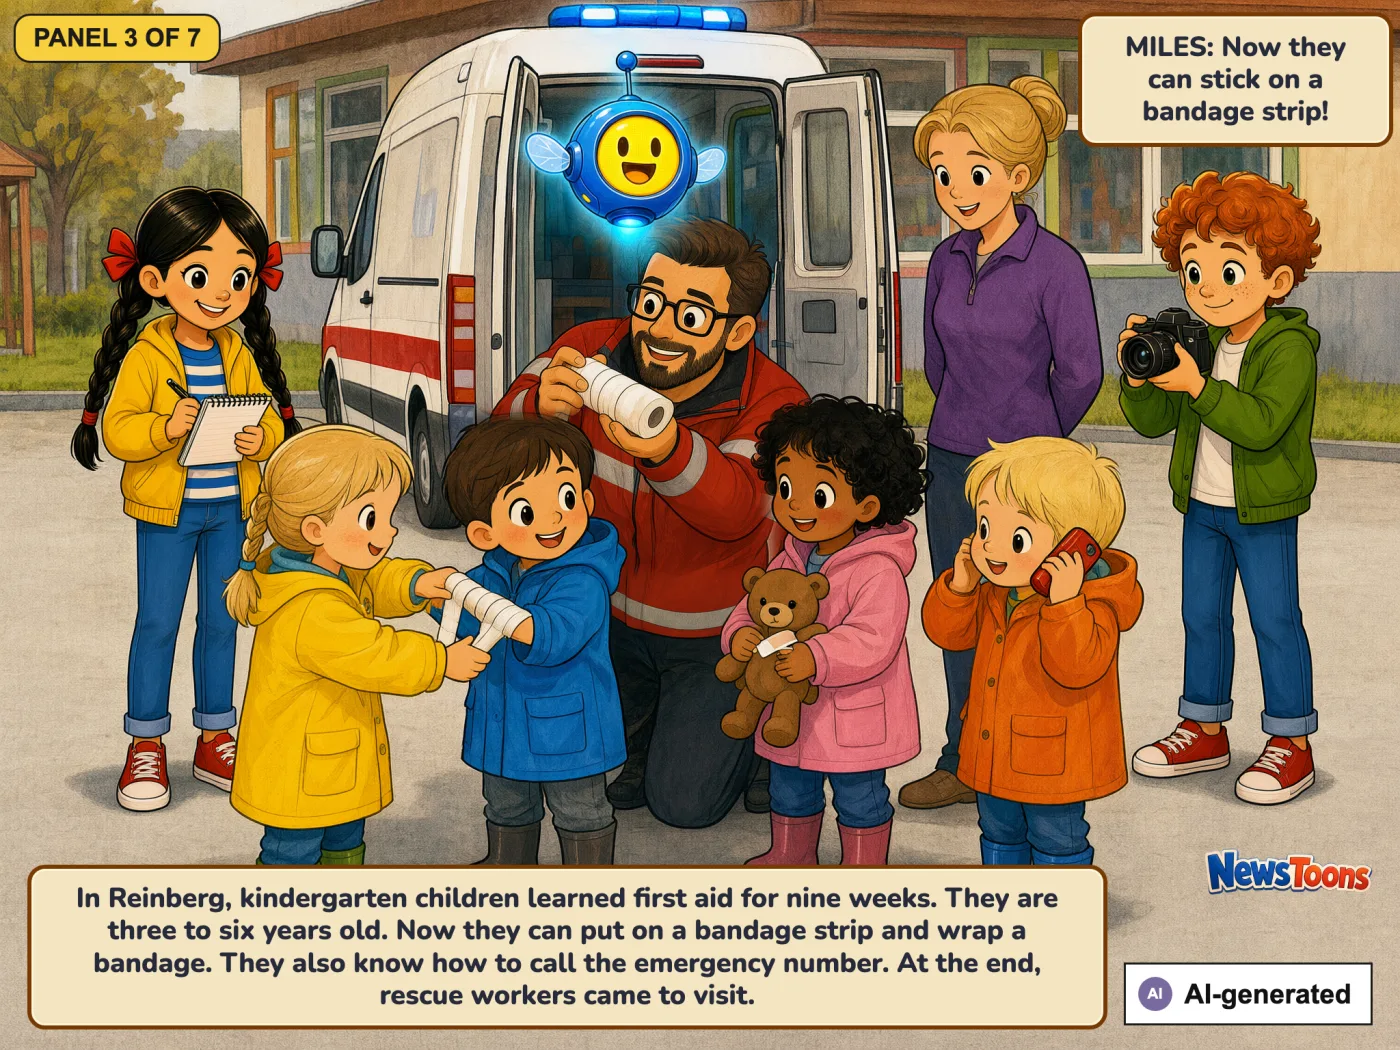 PANEL 3 OF 7
MILES: Now they
can stick on a
bandage strip!
In Reinberg, kindergarten children learned first aid for nine weeks. They are
three to six years old. Now they can put on a bandage strip and wrap a
bandage. They also know how to call the emergency number. At the end,
rescue workers came to visit.
NewsToons
AI AI-generated